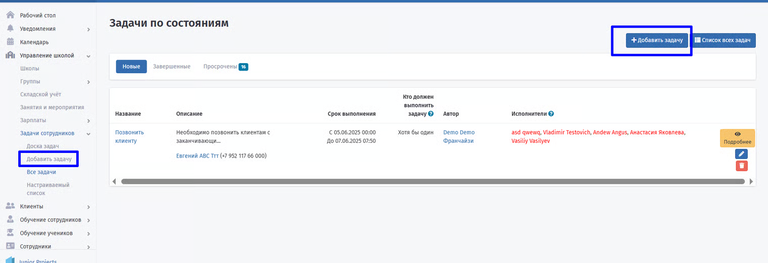 Рабочий стол
Уведомления
Календарь
Управление школой
Школы
Группы
Складской учёт
Занятия и мероприятия
Зарплаты
Задачи сотрудников
Доска задач
Добавить задачу
Все задачи
Настраиваемый
список
Клиенты
Обучение сотрудников
Обучение учеников
Сотрудники
Junior Projects
Задачи по состояниям
+Добавить задачу
Список всех задач
Новые
Завершенные
Просрочены 16
Название
Описание
Срок выполнения
Кто должен
выполнить
задачу
Автор
Исполнители
Позвонить
клиенту
Необходимо позвонить клиентам с
заканчивающи...
Евгений АВС Ттт (+7 952 117 66 000)
С 05.06.2025 00:00
До 07.06.2025 07:50
Хотя бы один
Demo Demo
Франчайзи
asd qwewq, Vladimir Testovich, Andew Angus, Анастасия Яковлева,
Vasiliy Vasilyev
Подробнее